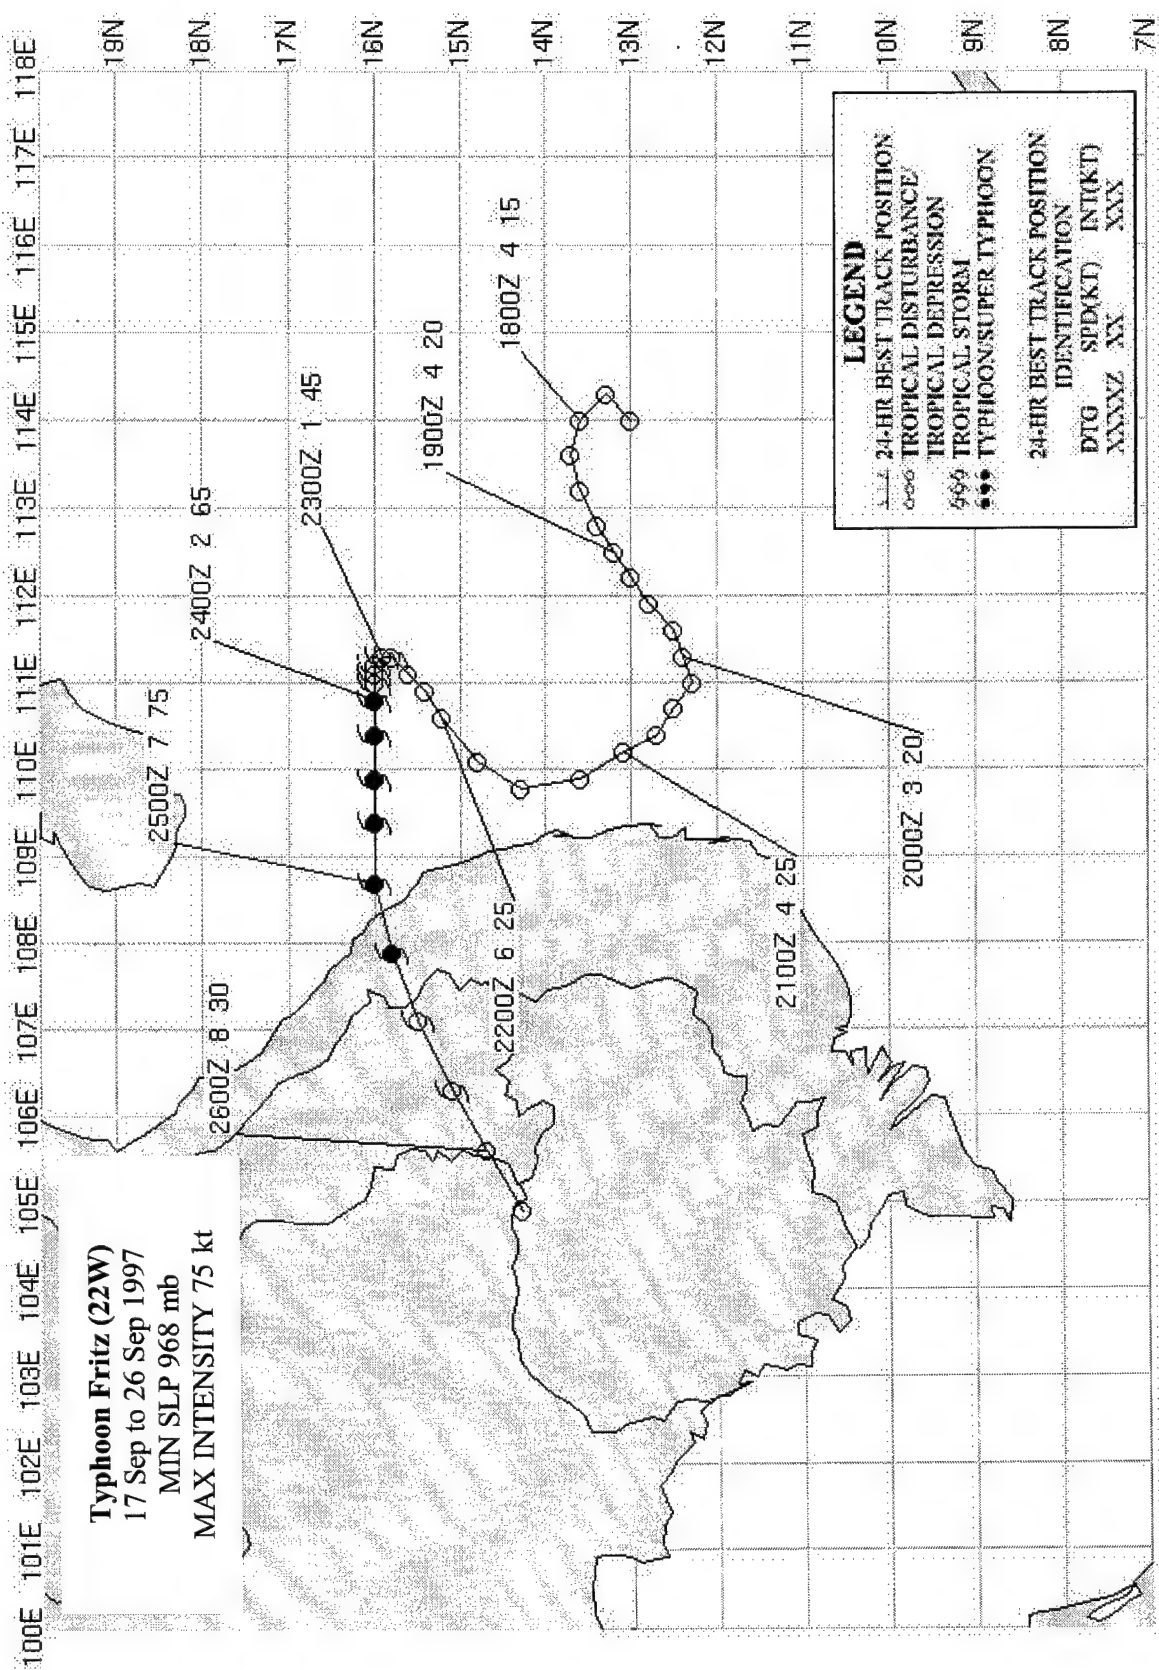 Typhoon Fritz (22W)
17 Sep to 26 Sep 1997
MIN SLP 968 mb
MAX INTENSITY 75 kt
100E 101E 102E 103E 104E 105E 106E 107E 108E 109E 110E 111E 112E 113E 114E 115E 116E 117E 118E
19N
18N
17N
16N
15N
14N
13N
12N
11N
10N
9N
8N
7N
2600Z 8 30
2500Z 7 75
2400Z 2 65
2300Z 1 45
2200Z 6 25
2100Z 4 25
2000Z 3 20
1900Z 4 20
1800Z 4 15
LEGEND
24-HR BEST TRACK POSITION
TROPICAL DISTURBANCE/
TROPICAL DEPRESSION
TROPICAL STORM
TYPHOON/SUPER TYPHOON
24-HR BEST TRACK POSITION
IDENTIFICATION
DTG SPD(KT) INT(KT)
XXXXZ XX XXX